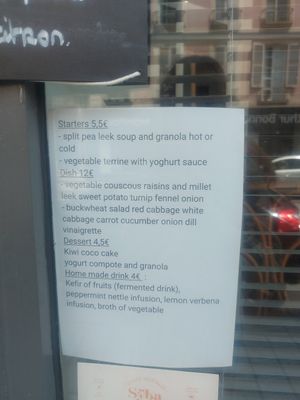 citron.
Starters 5,5€
- split pea leek soup and granola hot or
cold
- vegetable terrine with yoghurt sauce
Dish 12€
- vegetable couscous raisins and millet
leek sweet potato turnip fennel onion
- buckwheat salad red cabbage white
cabbage carrot cucumber onion dill
vinaigrette
Dessert 4,5€
Kiwi coco cake
yogurt compote and granola
Home made drink 4€ :
Kefir of fruits (fermented drink),
peppermint nettle infusion, lemon verbena
infusion, broth of vegetable